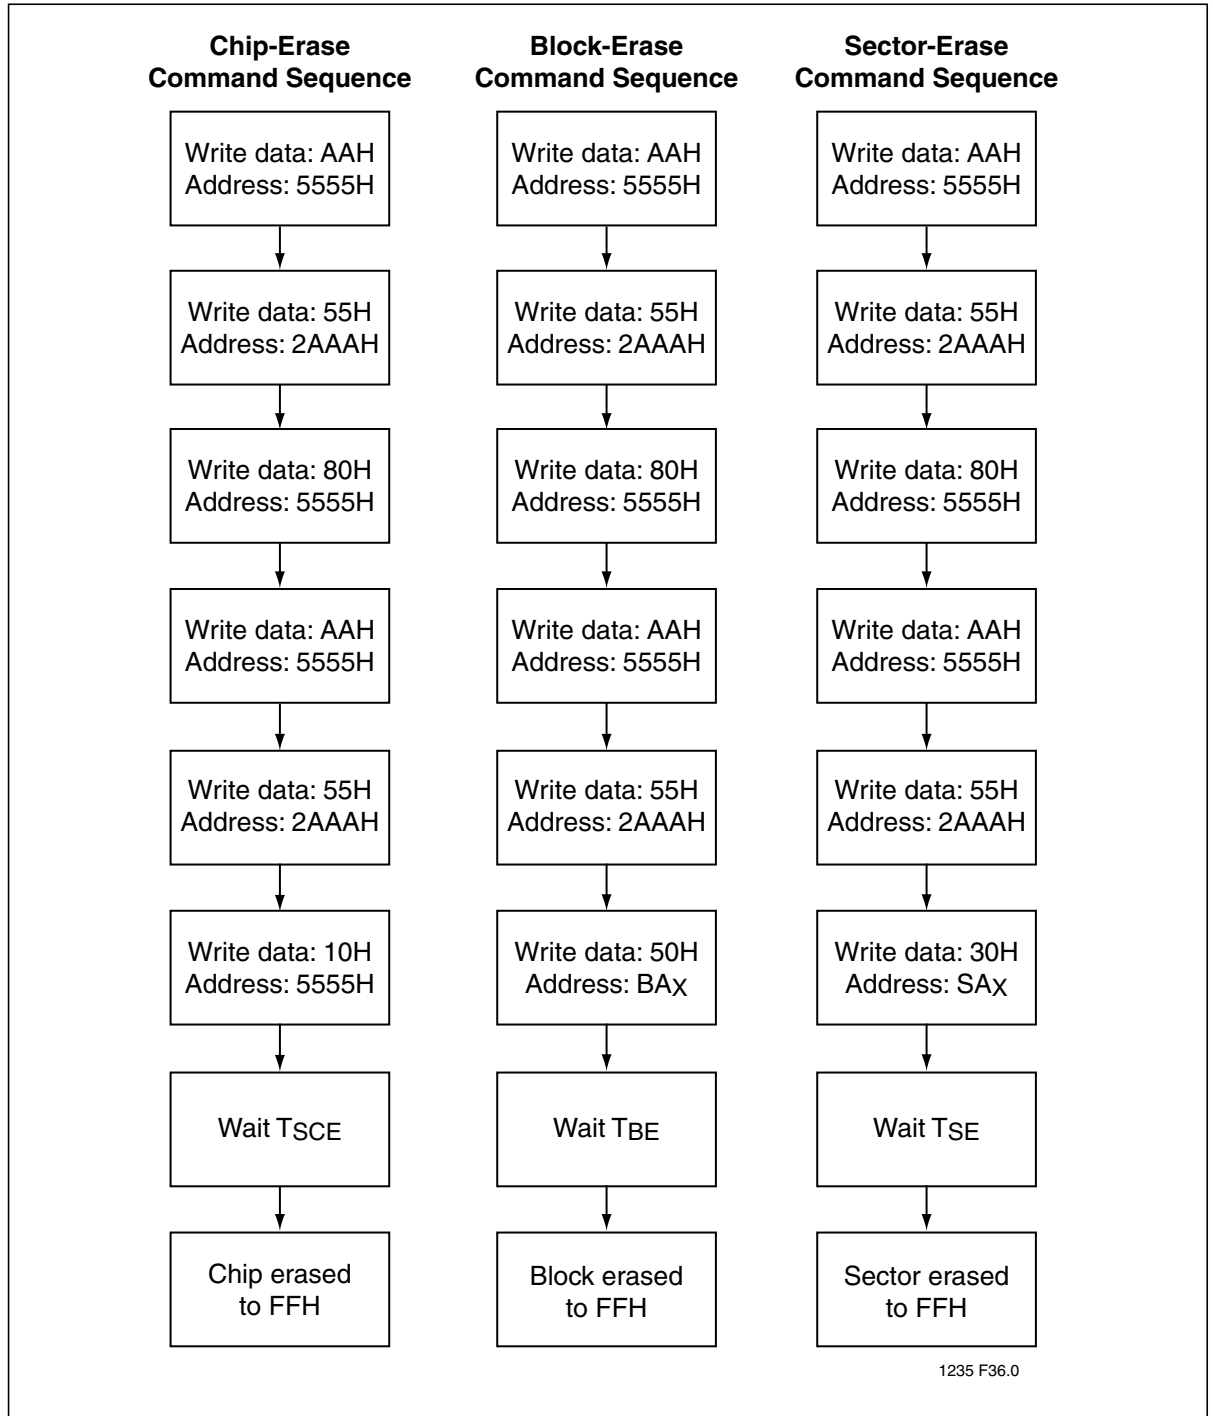 Chip-Erase
Command Sequence
Write data: AAH
Address: 5555H
Write data: 55H
Address: 2AAAH
Write data: 80H
Address: 5555H
Write data: AAH
Address: 5555H
Write data: 55H
Address: 2AAAH
Write data: 10H
Address: 5555H
Wait TSCE
Chip erased
to FFH
Block-Erase
Command Sequence
Write data: AAH
Address: 5555H
Write data: 55H
Address: 2AAAH
Write data: 80H
Address: 5555H
Write data: AAH
Address: 5555H
Write data: 55H
Address: 2AAAH
Write data: 50H
Address: BAX
Wait TBE
Block erased
to FFH
Sector-Erase
Command Sequence
Write data: AAH
Address: 5555H
Write data: 55H
Address: 2AAAH
Write data: 80H
Address: 5555H
Write data: AAH
Address: 5555H
Write data: 55H
Address: 2AAAH
Write data: 30H
Address: SAX
Wait TSE
Sector erased
to FFH
1235 F36.0